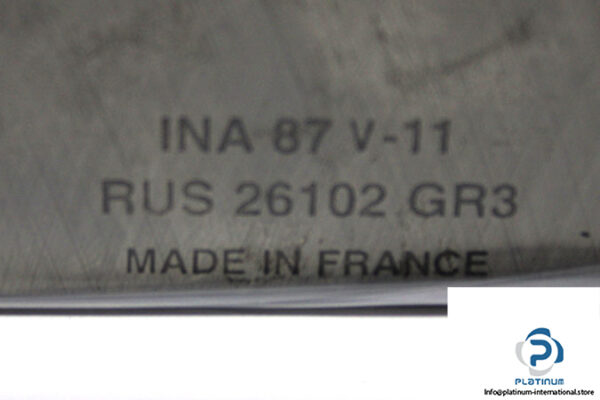 INA 87 V-11
RUS 26102 GR3
MADE IN FRANCE
PLATINUM
Info@platinum-international.store